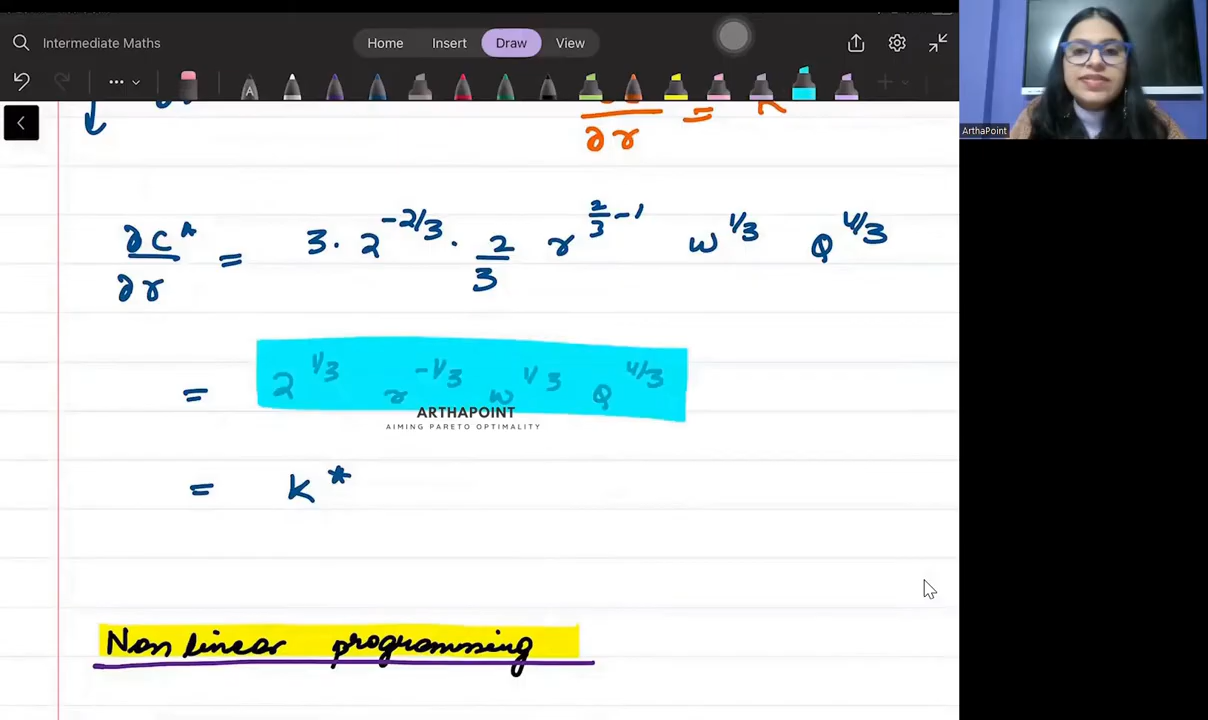 Intermediate Maths
Home Insert Draw View
∂r = K
∂C* / ∂r = 3 · 2^(-2/3) · 2/3 r^(2/3 - 1) w^(1/3) Q^(4/3)
= 2^(1/3) r^(-1/3) w^(1/3) Q^(4/3)
ARTHAPOINT
AIMING PARETO OPTIMALITY
= K*
Non linear programming
ArthaPoint